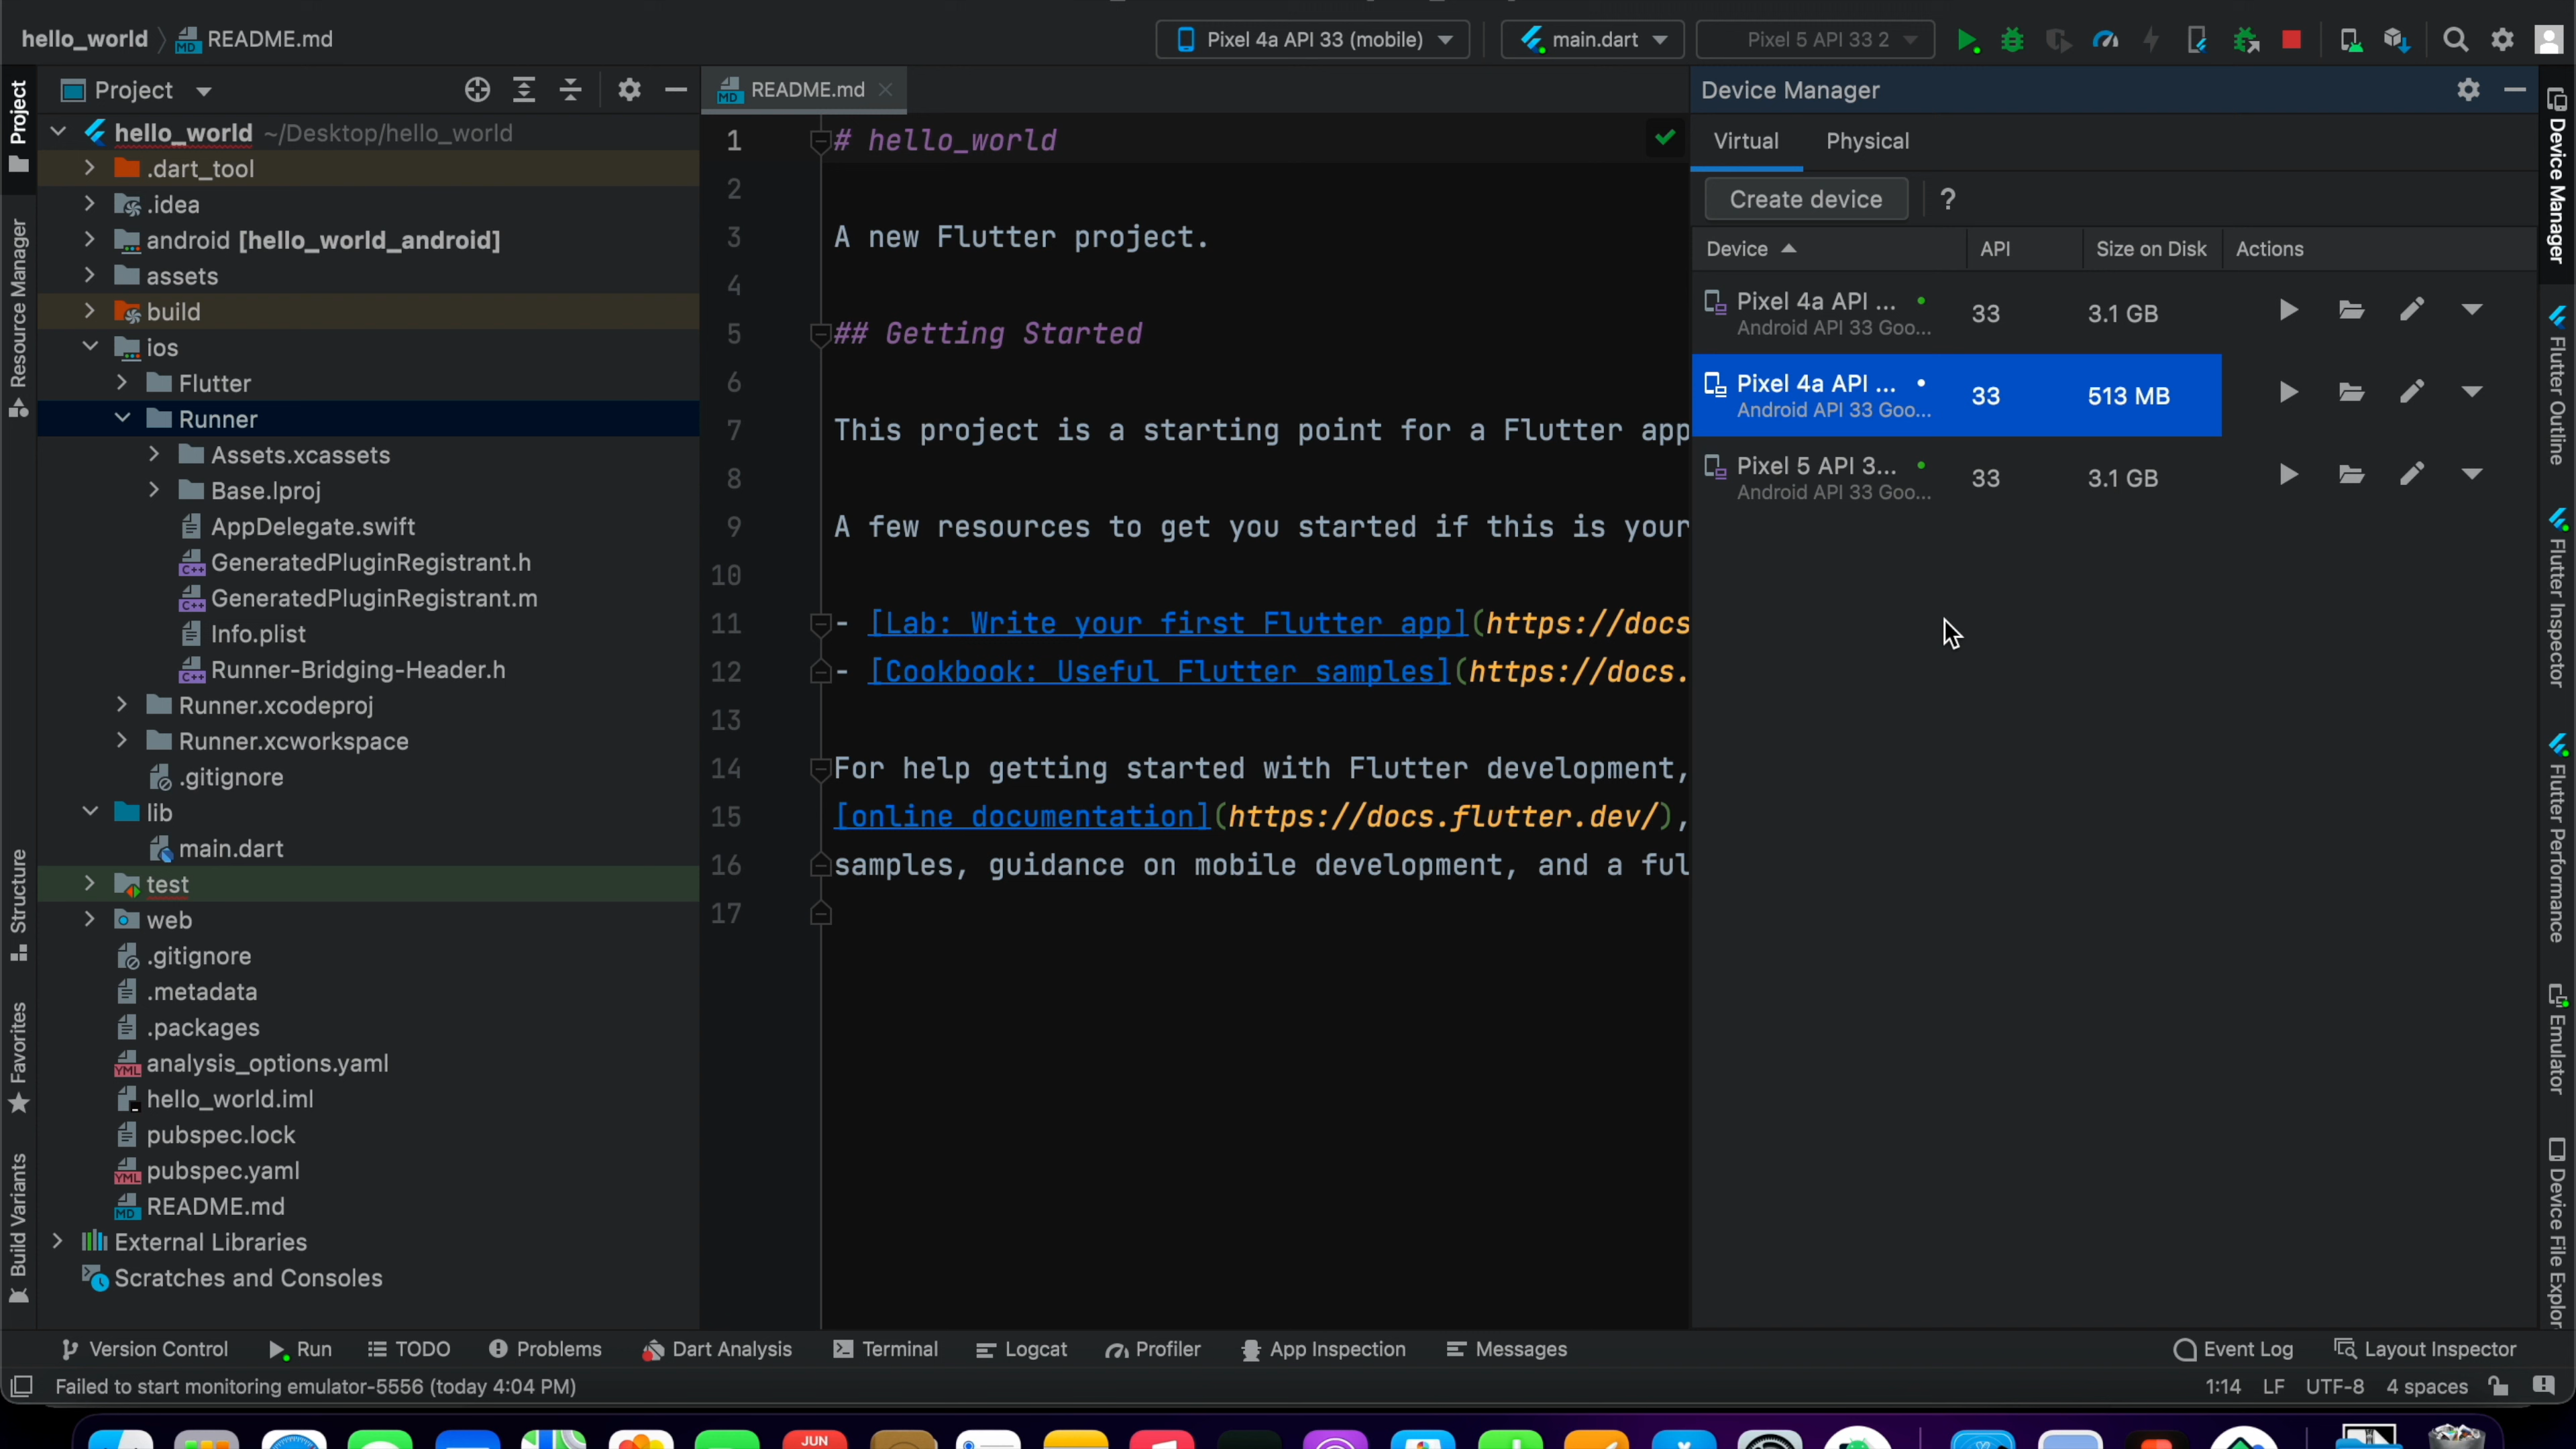 hello_world
README.md
Pixel 4a API 33 (mobile)
main.dart
Pixel 5 API 33 2
Project
README.md
Device Manager
Project
Resource Manager
Structure
Favorites
Build Variants
hello_world ~/Desktop/hello_world
.dart_tool
.idea
android [hello_world_android]
assets
build
ios
Flutter
Runner
Assets.xcassets
Base.lproj
AppDelegate.swift
GeneratedPluginRegistrant.h
GeneratedPluginRegistrant.m
Info.plist
Runner-Bridging-Header.h
Runner.xcodeproj
Runner.xcworkspace
.gitignore
lib
main.dart
test
web
.gitignore
.metadata
.packages
analysis_options.yaml
hello_world.iml
pubspec.lock
pubspec.yaml
README.md
External Libraries
Scratches and Consoles
1 # hello_world
2
3 A new Flutter project.
4
5 ## Getting Started
6
7 This project is a starting point for a Flutter app
8
9 A few resources to get you started if this is your
10
11 - [Lab: Write your first Flutter app](https://docs
12 - [Cookbook: Useful Flutter samples](https://docs.
13
14 For help getting started with Flutter development,
15 [online documentation](https://docs.flutter.dev/),
16 samples, guidance on mobile development, and a ful
17
Virtual Physical
Create device ?
Device API Size on Disk Actions
Pixel 4a API ... 33 3.1 GB
Android API 33 Goo...
Pixel 4a API ... 33 513 MB
Android API 33 Goo...
Pixel 5 API 3... 33 3.1 GB
Android API 33 Goo...
Device Manager
Flutter Outline
Flutter Inspector
Flutter Performance
Emulator
Device File Explor
Version Control Run TODO Problems Dart Analysis Terminal Logcat Profiler App Inspection Messages Event Log Layout Inspector
Failed to start monitoring emulator-5556 (today 4:04 PM) 1:14 LF UTF-8 4 spaces
JUN